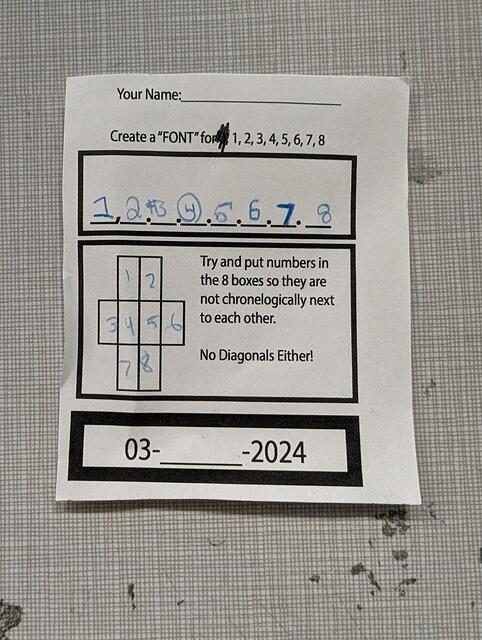 Your Name:
Create a "FONT" for 1, 2, 3, 4, 5, 6, 7, 8
1, 2. 3. 4. 5. 6. 7. 8
1 2
3 4 5 6
7 8
Try and put numbers in
the 8 boxes so they are
not chronelogically next
to each other.
No Diagonals Either!
03-________-2024